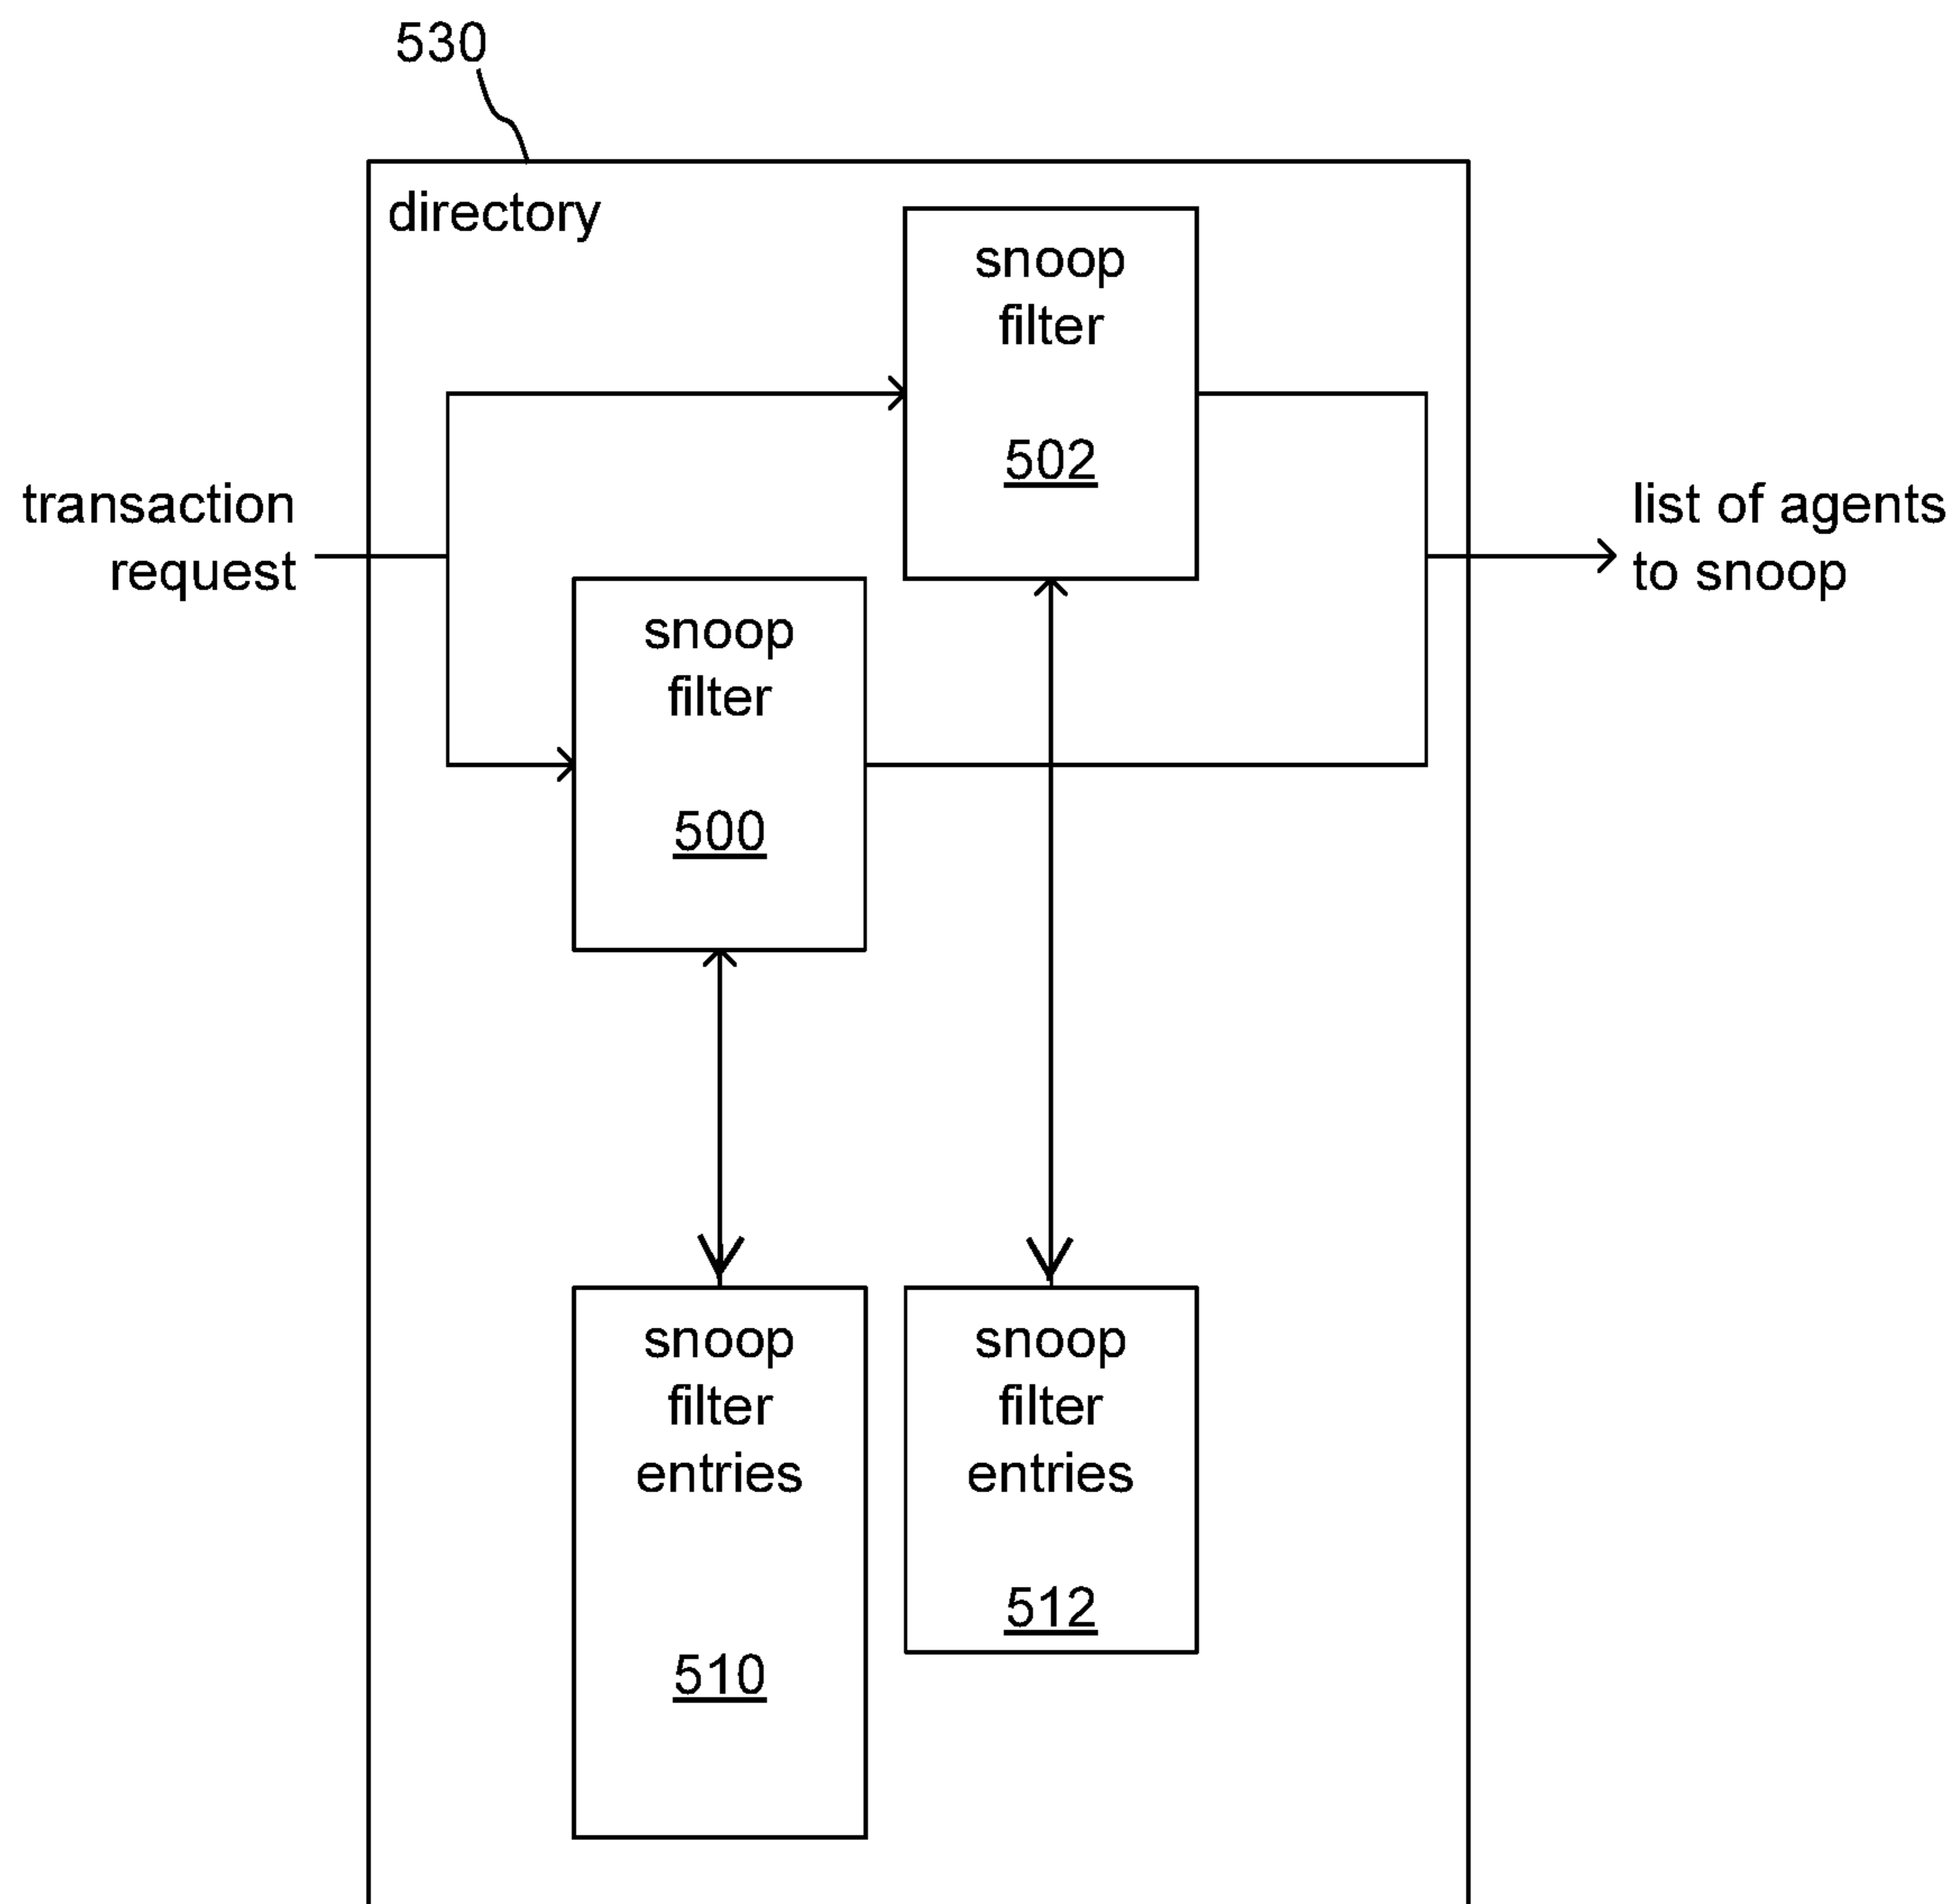 530
directory
snoop
filter
502
transaction
request
list of agents
to snoop
snoop
filter
500
snoop
filter
entries
510
snoop
filter
entries
512